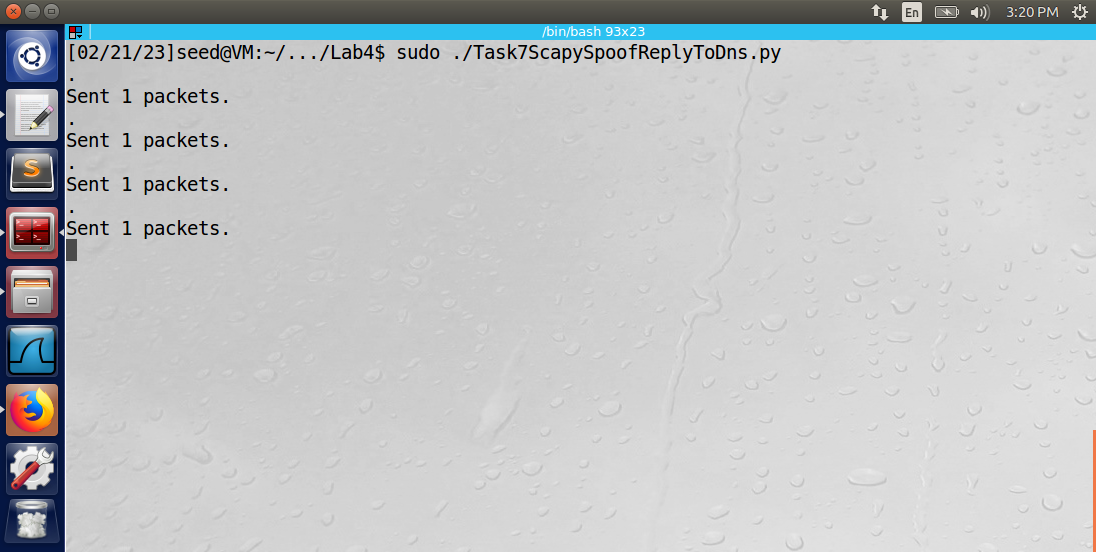 En
3:20 PM
/bin/bash 93x23
[02/21/23]seed@VM:~/.../Lab4$ sudo ./Task7ScapySpoofReplyToDns.py
.
Sent 1 packets.
.
Sent 1 packets.
.
Sent 1 packets.
.
Sent 1 packets.